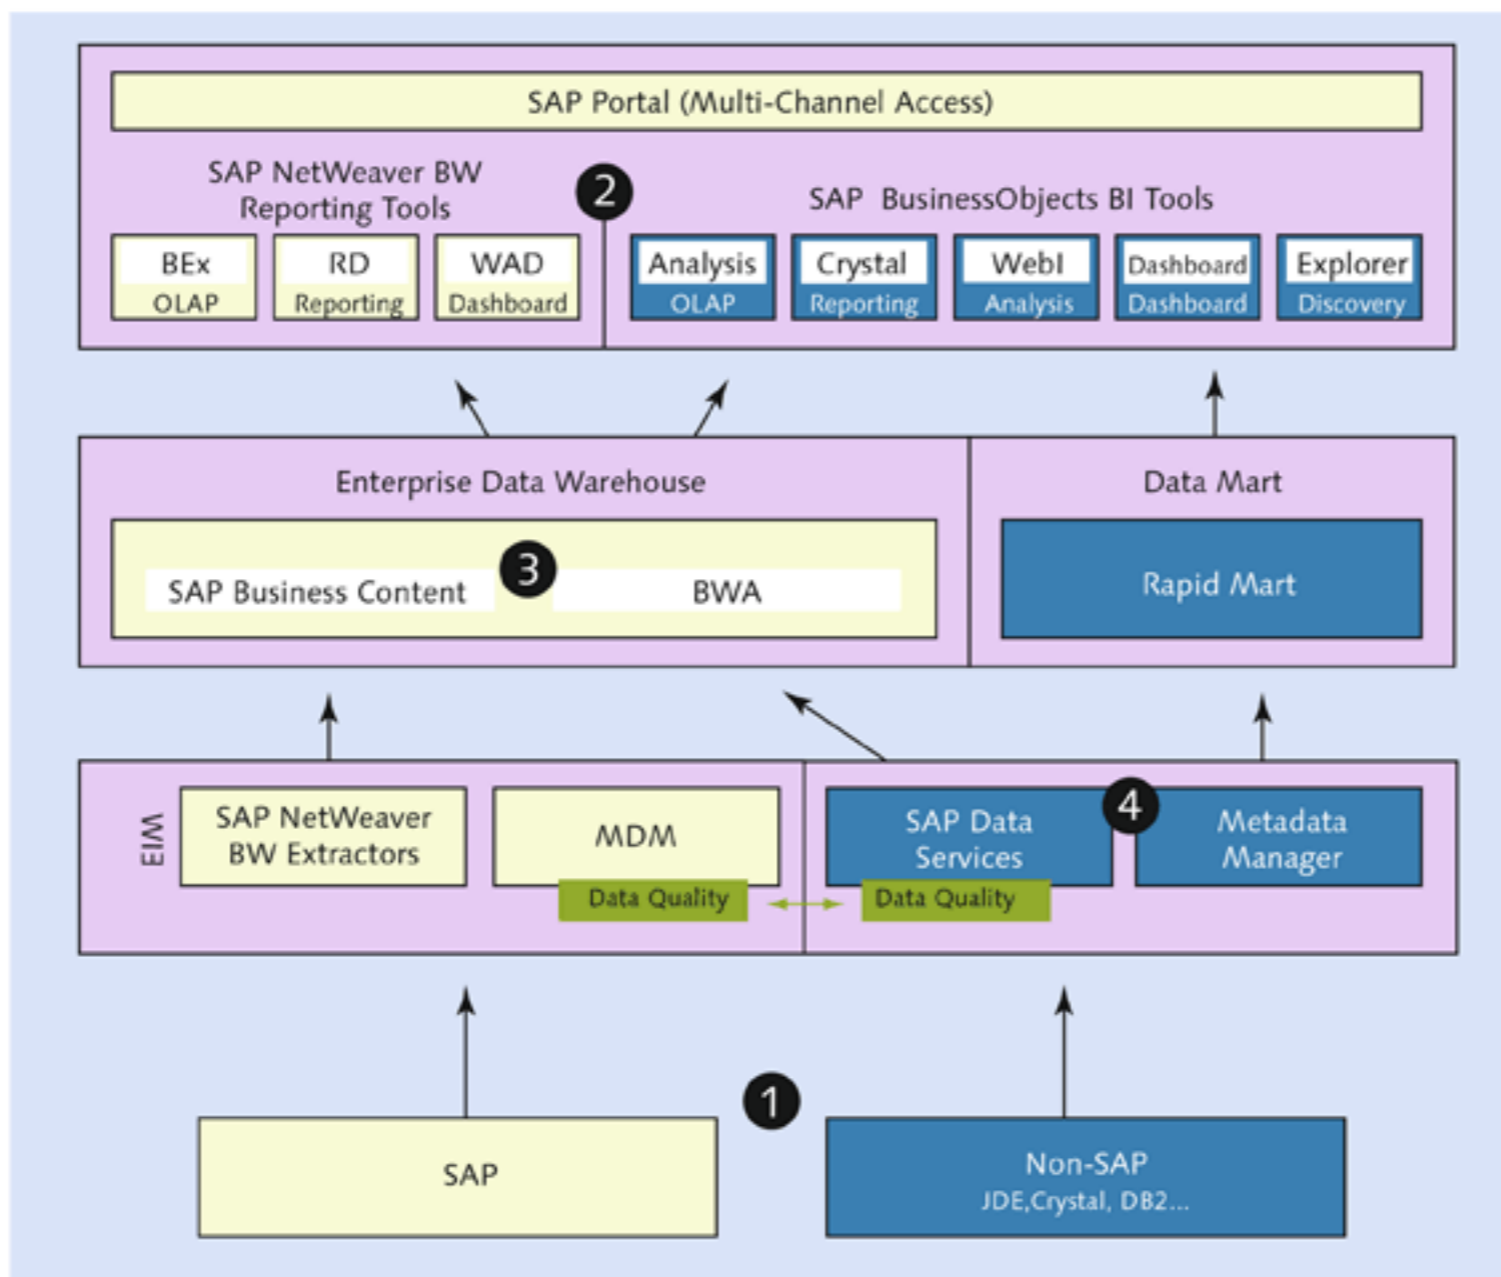 SAP Portal (Multi-Channel Access)
SAP NetWeaver BW
Reporting Tools
2
SAP BusinessObjects BI Tools
BEx
OLAP
RD
Reporting
WAD
Dashboard
Analysis
OLAP
Crystal
Reporting
WebI
Analysis
Dashboard
Dashboard
Explorer
Discovery
Enterprise Data Warehouse
SAP Business Content
3
BWA
Data Mart
Rapid Mart
EIM
SAP NetWeaver
BW Extractors
MDM
Data Quality
SAP Data
Services
Data Quality
4
Metadata
Manager
1
SAP
Non-SAP
JDE,Crystal, DB2...